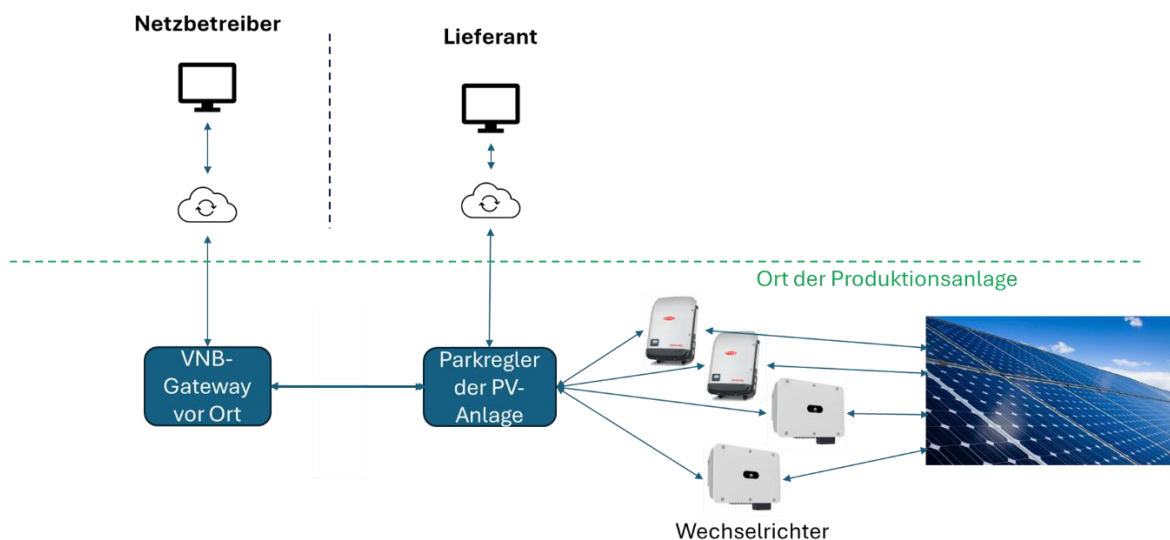 Netzbetreiber
Lieferant
Ort der Produktionsanlage
VNB-
Gateway
vor Ort
Parkregler
der PV-
Anlage
Wechselrichter